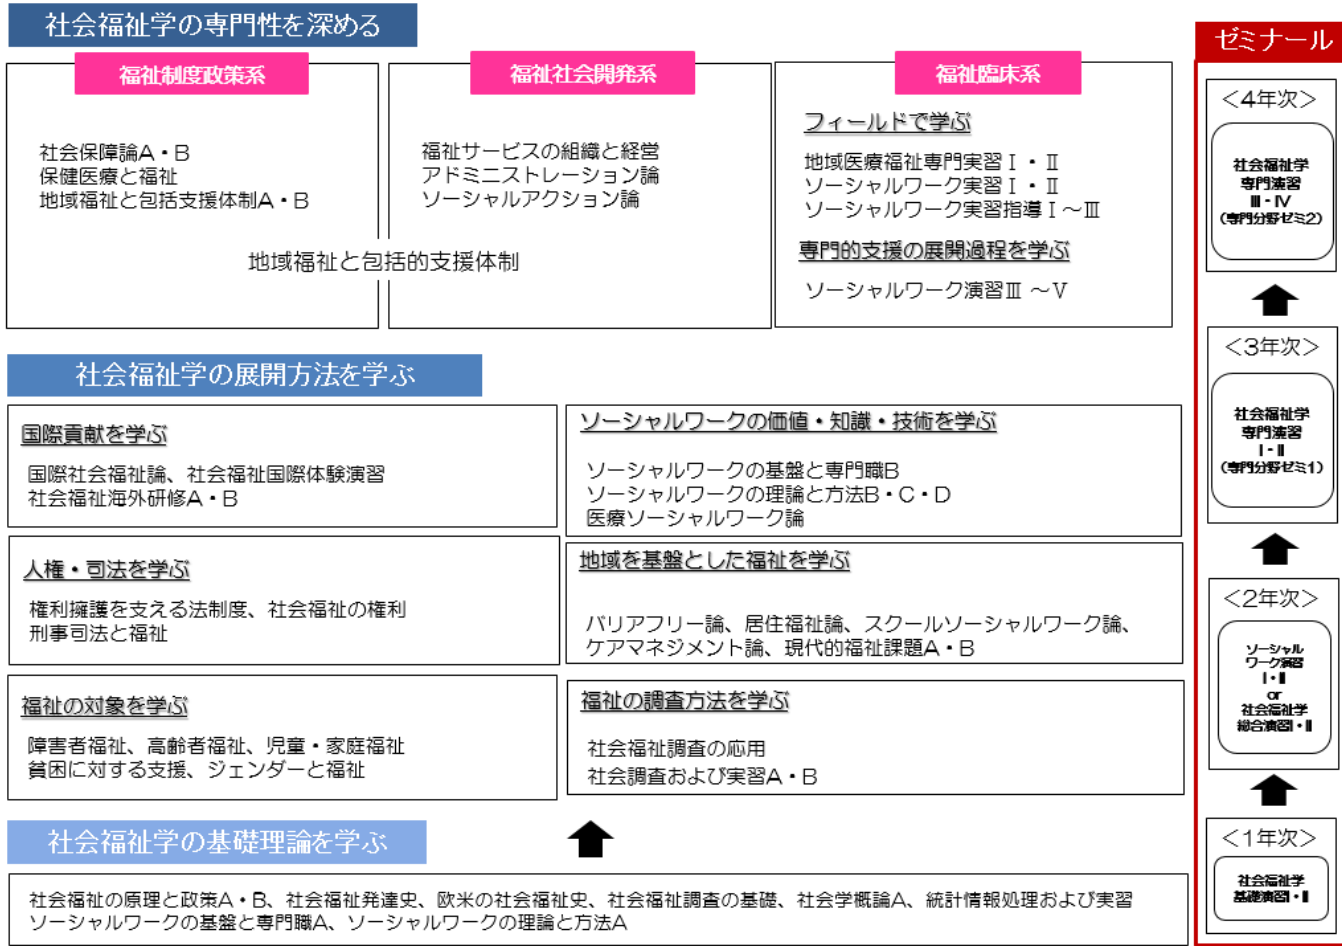 社会福祉学の専門性を深める
福祉制度政策系
社会保障論A・B
保健医療と福祉
地域福祉と包括支援体制A・B
福祉社会開発系
福祉サービスの組織と経営
アドミニストレーション論
ソーシャルアクション論
地域福祉と包括的支援体制
福祉臨床系
フィールドで学ぶ
地域医療福祉専門実習Ⅰ・Ⅱ
ソーシャルワーク実習Ⅰ・Ⅱ
ソーシャルワーク実習指導Ⅰ～Ⅲ
専門的支援の展開過程を学ぶ
ソーシャルワーク演習Ⅲ ～Ⅴ
社会福祉学の展開方法を学ぶ
国際貢献を学ぶ
国際社会福祉論、社会福祉国際体験演習
社会福祉海外研修A・B
ソーシャルワークの価値・知識・技術を学ぶ
ソーシャルワークの基盤と専門職B
ソーシャルワークの理論と方法B・C・D
医療ソーシャルワーク論
人権・司法を学ぶ
権利擁護を支える法制度、社会福祉の権利
刑事司法と福祉
地域を基盤とした福祉を学ぶ
バリアフリー論、居住福祉論、スクールソーシャルワーク論、
ケアマネジメント論、現代的福祉課題A・B
福祉の対象を学ぶ
障害者福祉、高齢者福祉、児童・家庭福祉
貧困に対する支援、ジェンダーと福祉
福祉の調査方法を学ぶ
社会福祉調査の応用
社会調査および実習A・B
社会福祉学の基礎理論を学ぶ
社会福祉の原理と政策A・B、社会福祉発達史、欧米の社会福祉史、社会福祉調査の基礎、社会学概論A、統計情報処理および実習
ソーシャルワークの基盤と専門職A、ソーシャルワークの理論と方法A
ゼミナール
＜4年次＞
社会福祉学
専門演習
Ⅲ・Ⅳ
（専門分野ゼミ2）
＜3年次＞
社会福祉学
専門演習
Ⅰ・Ⅱ
（専門分野ゼミ1）
＜2年次＞
ソーシャル
ワーク演習
Ⅰ・Ⅱ
or
社会福祉学
総合演習Ⅰ・Ⅱ
＜1年次＞
社会福祉学
基礎演習Ⅰ・Ⅱ